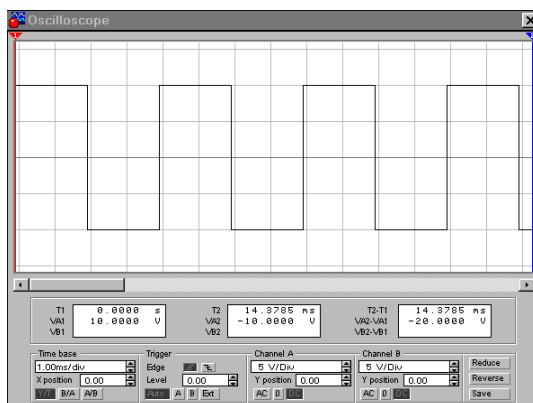 Oscilloscope
1 2
T1 0.0000 s T2 14.3785 ms T2-T1 14.3785 ms
VA1 10.0000 V VA2 -10.0000 V VA2-VA1 -20.0000 V
VB1 VB2 VB2-VB1
Time base Trigger Channel A Channel B
1.00ms/div Edge 5 V/Div 5 V/Div Reduce
X position 0.00 Level 0.00 Y position 0.00 Y position 0.00 Reverse
Y/T B/A A/B Auto A B Ext AC 0 DC AC 0 DC Save